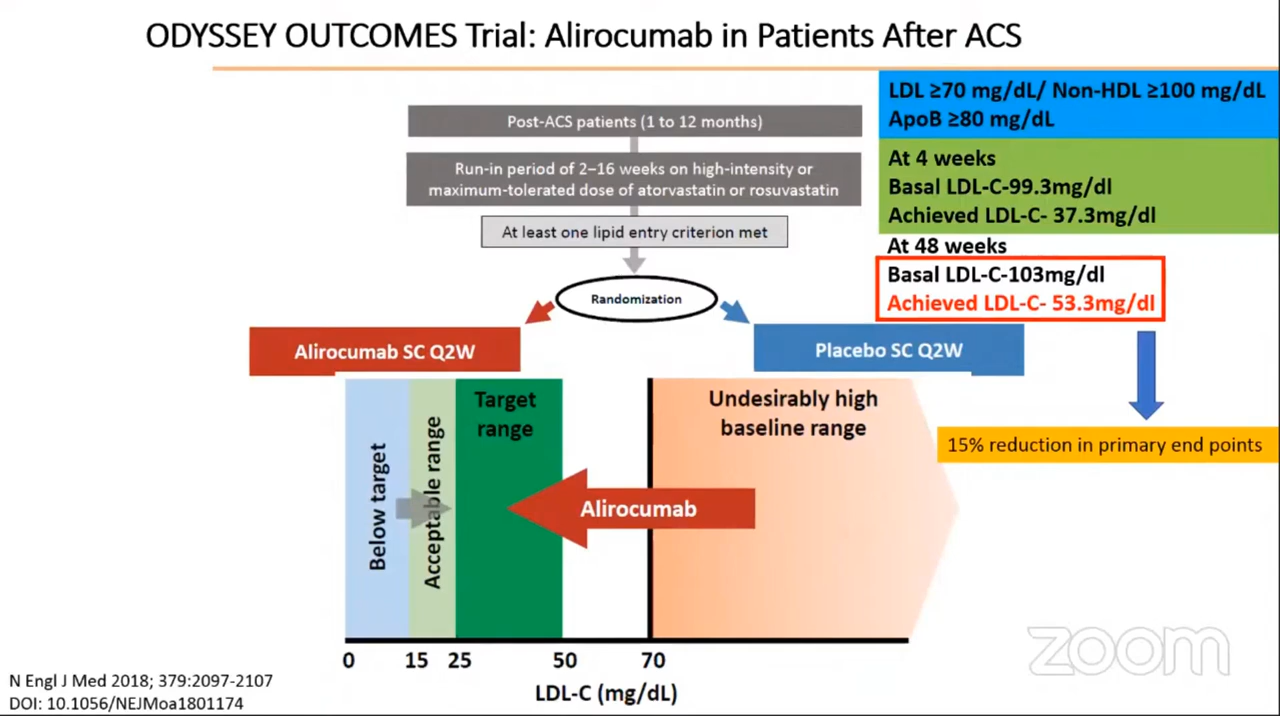 ODYSSEY OUTCOMES Trial: Alirocumab in Patients After ACS
LDL ≥70 mg/dL/ Non-HDL ≥100 mg/dL
ApoB ≥80 mg/dL
Post-ACS patients (1 to 12 months)
Run-in period of 2–16 weeks on high-intensity or
maximum-tolerated dose of atorvastatin or rosuvastatin
At least one lipid entry criterion met
At 4 weeks
Basal LDL-C-99.3mg/dl
Achieved LDL-C- 37.3mg/dl
At 48 weeks
Basal LDL-C-103mg/dl
Achieved LDL-C- 53.3mg/dl
Randomization
Alirocumab SC Q2W
Placebo SC Q2W
Below target
Acceptable range
Target
range
Undesirably high
baseline range
15% reduction in primary end points
Alirocumab
0 15 25 50 70
LDL-C (mg/dL)
N Engl J Med 2018; 379:2097-2107
DOI: 10.1056/NEJMoa1801174
zoom